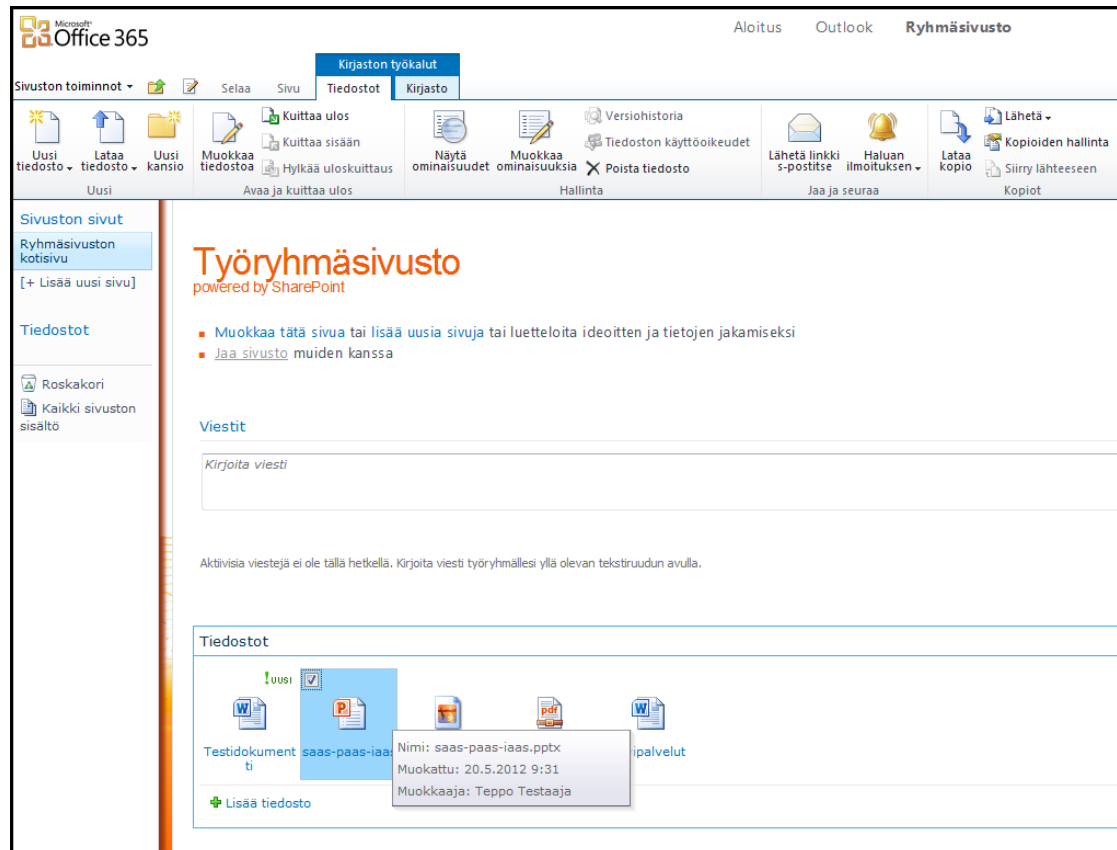 Microsoft®
Office 365
Aloitus Outlook Ryhmäsivusto
Kirjaston työkalut
Sivuston toiminnot Selaa Sivu Tiedostot Kirjasto
Uusi tiedosto
Lataa tiedosto
Uusi kansio
Uusi
Muokkaa tiedostoa
Kuittaa ulos
Kuittaa sisään
Hylkää uloskuittaus
Avaa ja kuittaa ulos
Näytä ominaisuudet
Muokkaa ominaisuuksia
Versiohistoria
Tiedoston käyttöoikeudet
Poista tiedosto
Hallinta
Lähetä linkki s-postitse
Haluan ilmoituksen
Jaa ja seuraa
Lataa kopio
Lähetä
Kopioiden hallinta
Siirry lähteeseen
Kopiot
Sivuston sivut
Ryhmäsivuston
kotisivu
[+ Lisää uusi sivu]
Tiedostot
Roskakori
Kaikki sivuston
sisältö
Työryhmäsivusto
powered by SharePoint
Muokkaa tätä sivua tai lisää uusia sivuja tai luetteloita ideoitten ja tietojen jakamiseksi
Jaa sivusto muiden kanssa
Viestit
Kirjoita viesti
Aktiivisia viestejä ei ole tällä hetkellä. Kirjoita viesti työryhmällesi yllä olevan tekstiruudun avulla.
Tiedostot
! UUSI
pdf
Testidokument
ti
saas-paas-iaas
ipalvelut
Nimi: saas-paas-iaas.pptx
Muokattu: 20.5.2012 9:31
Muokkaaja: Teppo Testaaja
Lisää tiedosto